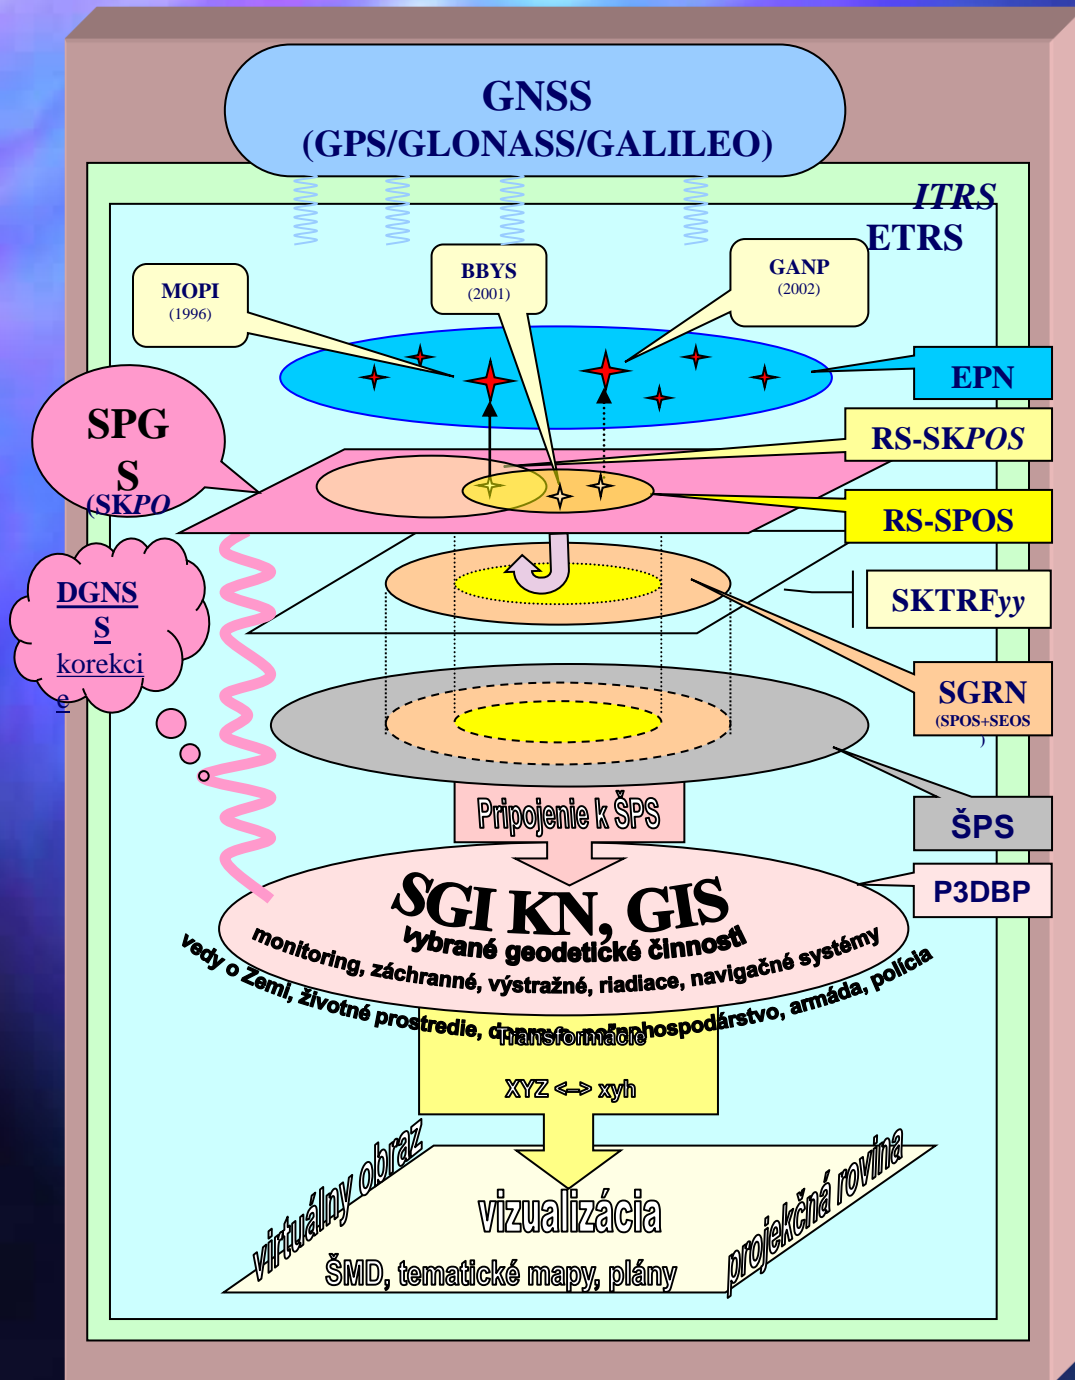 GNSS
(GPS/GLONASS/GALILEO)
ITRS
ETRS
MOPI
(1996)
BBYS
(2001)
GANP
(2002)
EPN
SPG
S
(SKPO
RS-SKPOS
RS-SPOS
DGNS
S
korekci
e
SKTRFyy
SGRN
(SPOS+SEOS
)
ŠPS
Pripojenie k ŠPS
P3DBP
SGI KN, GIS
vybrané geodetické činnosti
monitoring, záchranné, výstražné, riadiace, navigačné systémy
vedy o Zemi, životné prostredie, doprava, poľnohospodárstvo, armáda, polícia
Transformácie
XYZ <--> xyh
virtuálny obraz
projekčná rovina
vizualizácia
ŠMD, tematické mapy, plány